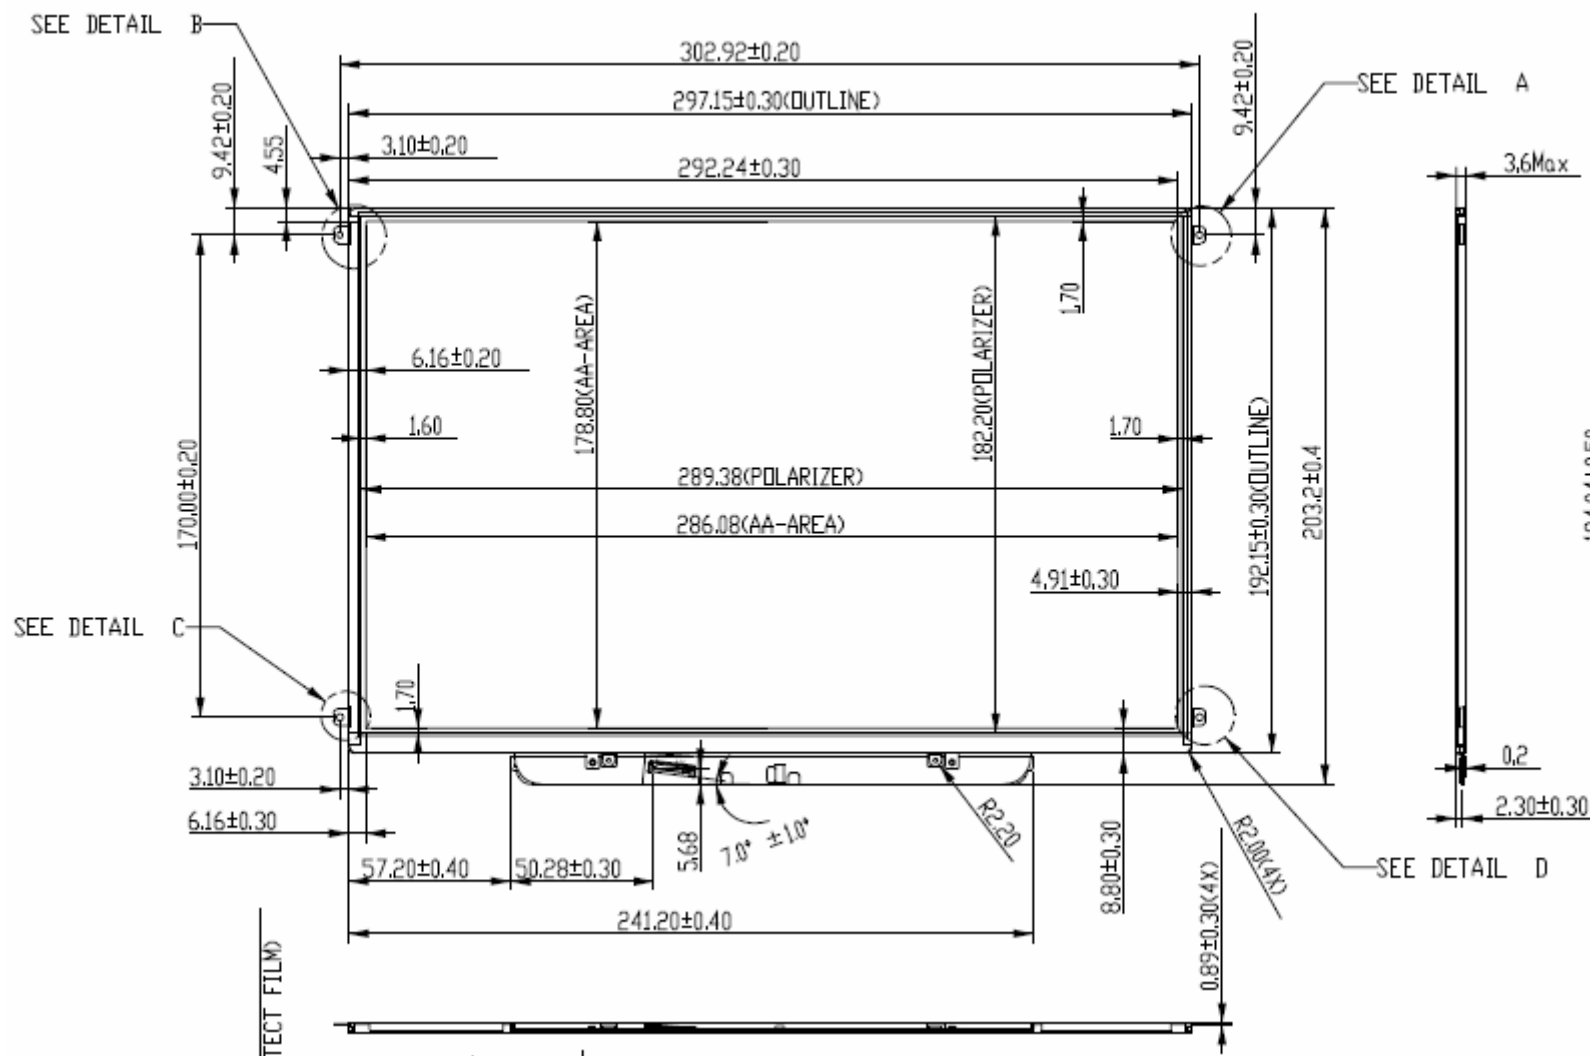 SEE DETAIL B
302.92±0.20
9.42±0.20
SEE DETAIL A
297.15±0.30(OUTLINE)
9.42±0.20
4.55
3.10±0.20
292.24±0.30
3.6Max
1.70
178.80(AA-AREA)
182.20(POLARIZER)
6.16±0.20
1.60
1.70
192.15±0.30(OUTLINE)
203.2±0.4
170.00±0.20
289.38(POLARIZER)
286.08(AA-AREA)
4.91±0.30
SEE DETAIL C
1.70
3.10±0.20
0.2
6.16±0.30
2.30±0.30
5.68
7.0° ±1.0°
R2.20
R2.00(4X)
57.20±0.40
50.28±0.30
8.80±0.30
SEE DETAIL D
241.20±0.40
0.89±0.30(4X)
TECT FILM)